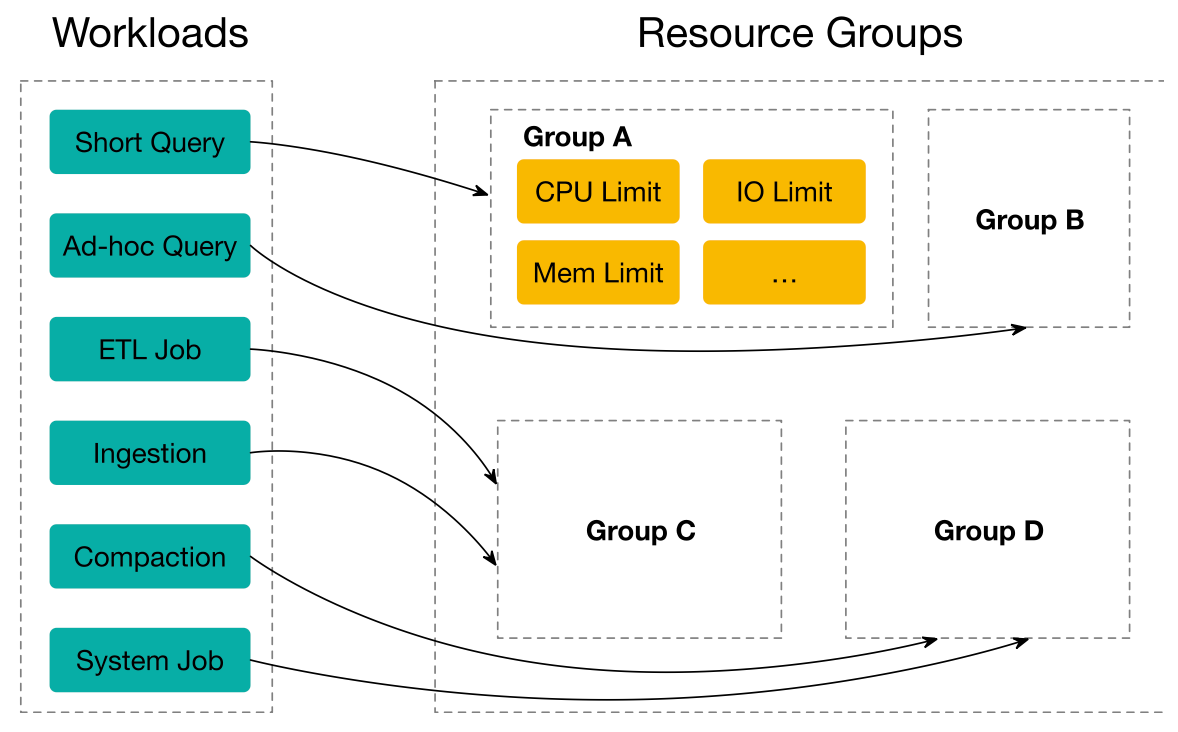 Workloads
Resource Groups
Short Query
Ad-hoc Query
ETL Job
Ingestion
Compaction
System Job
Group A
CPU Limit
IO Limit
Mem Limit
...
Group B
Group C
Group D